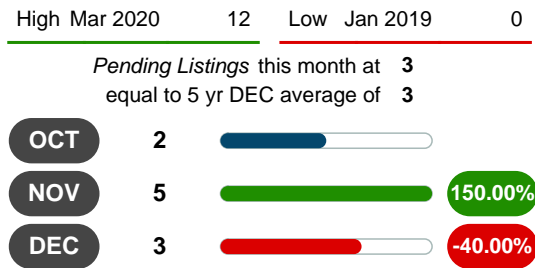 High Mar 2020 12 Low Jan 2019 0
Pending Listings this month at 3
equal to 5 yr DEC average of 3
OCT 2
NOV 5 150.00%
DEC 3 -40.00%